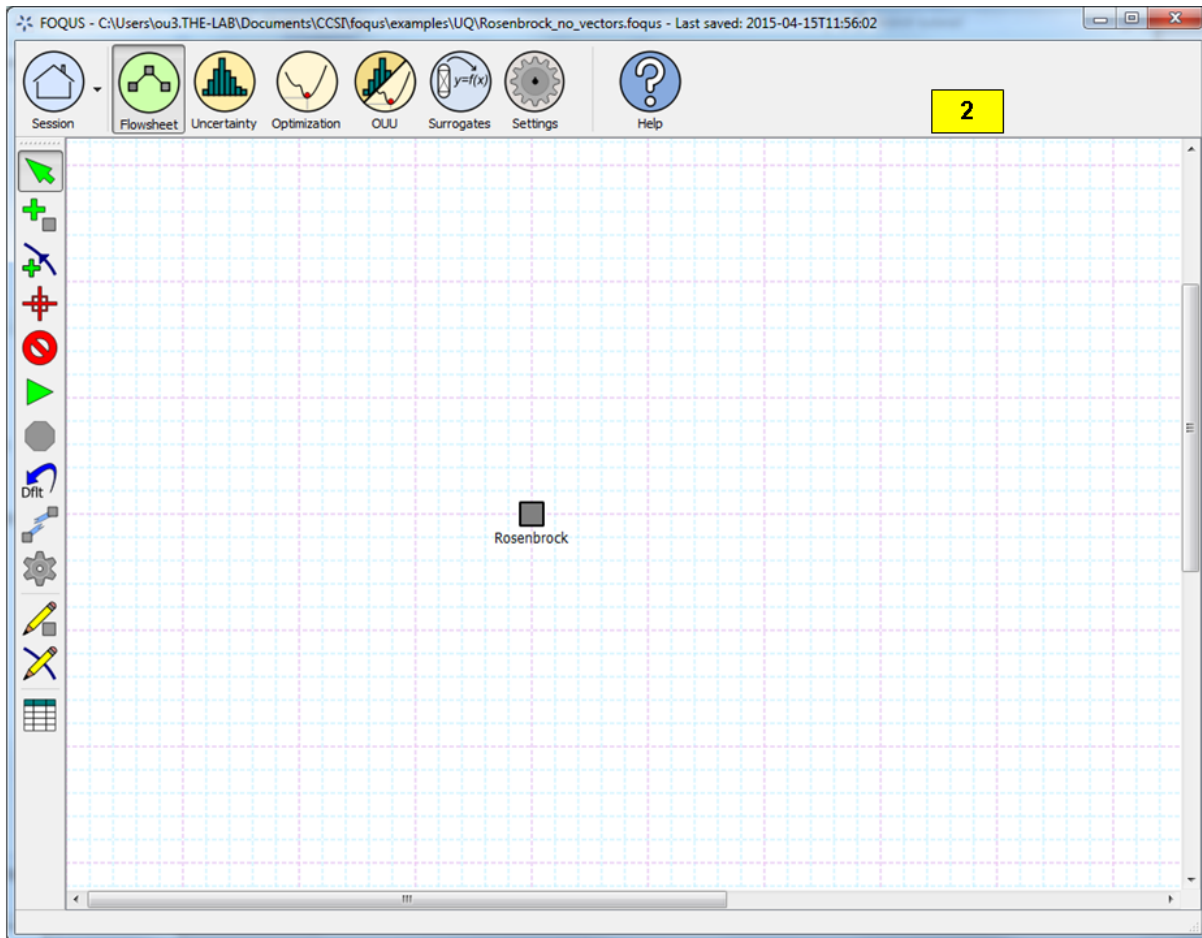 FOQUS - C:\Users\ou3.THE-LAB\Documents\CCSI\foqus\examples\UQ\Rosenbrock_no_vectors.foqus - Last saved: 2015-04-15T11:56:02
y=f(x)
Session Flowsheet Uncertainty Optimization OUU Surrogates Settings Help
2
Dflt
Rosenbrock